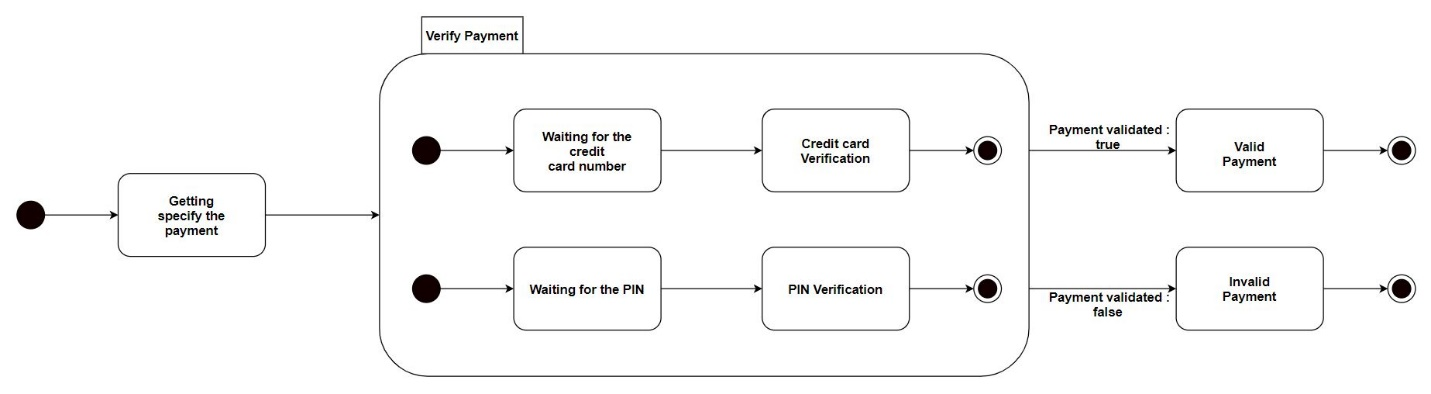 Verify Payment
Getting
specify the
payment
Waiting for the
credit
card number
Credit card
Verification
Payment validated :
true
Valid
Payment
Waiting for the PIN
PIN Verification
Payment validated :
false
Invalid
Payment